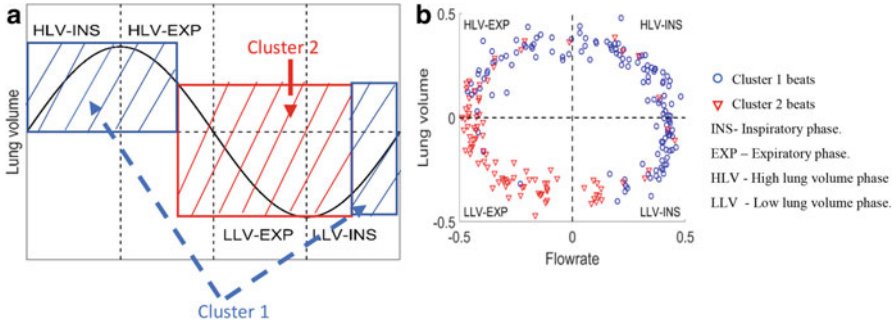 a
HLV-INS
HLV-EXP
Cluster 2
Lung volume
LLV-EXP
LLV-INS
Cluster 1
b
0.5
0
-0.5
Lung volume
HLV-EXP
HLV-INS
LLV-EXP
LLV-INS
-0.5
0
0.5
Flowrate
Cluster 1 beats
Cluster 2 beats
INS- Inspiratory phase.
EXP – Expiratory phase.
HLV - High lung volume phase
LLV - Low lung volume phase.